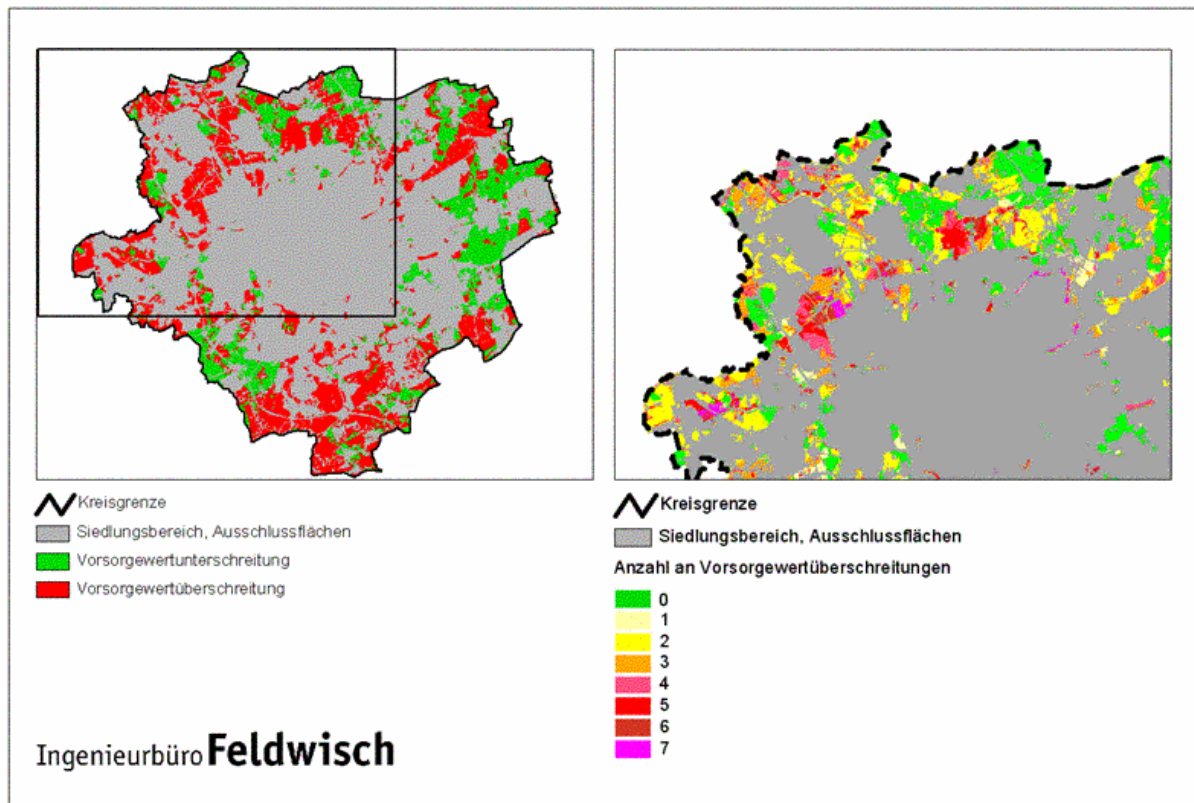 Kreisgrenze
Siedlungsbereich, Ausschlussflächen
Vorsorgewertunterschreitung
Vorsorgewertüberschreitung
Kreisgrenze
Siedlungsbereich, Ausschlussflächen
Anzahl an Vorsorgewertüberschreitungen
0
1
2
3
4
5
6
7
Ingenieurbüro Feldwisch